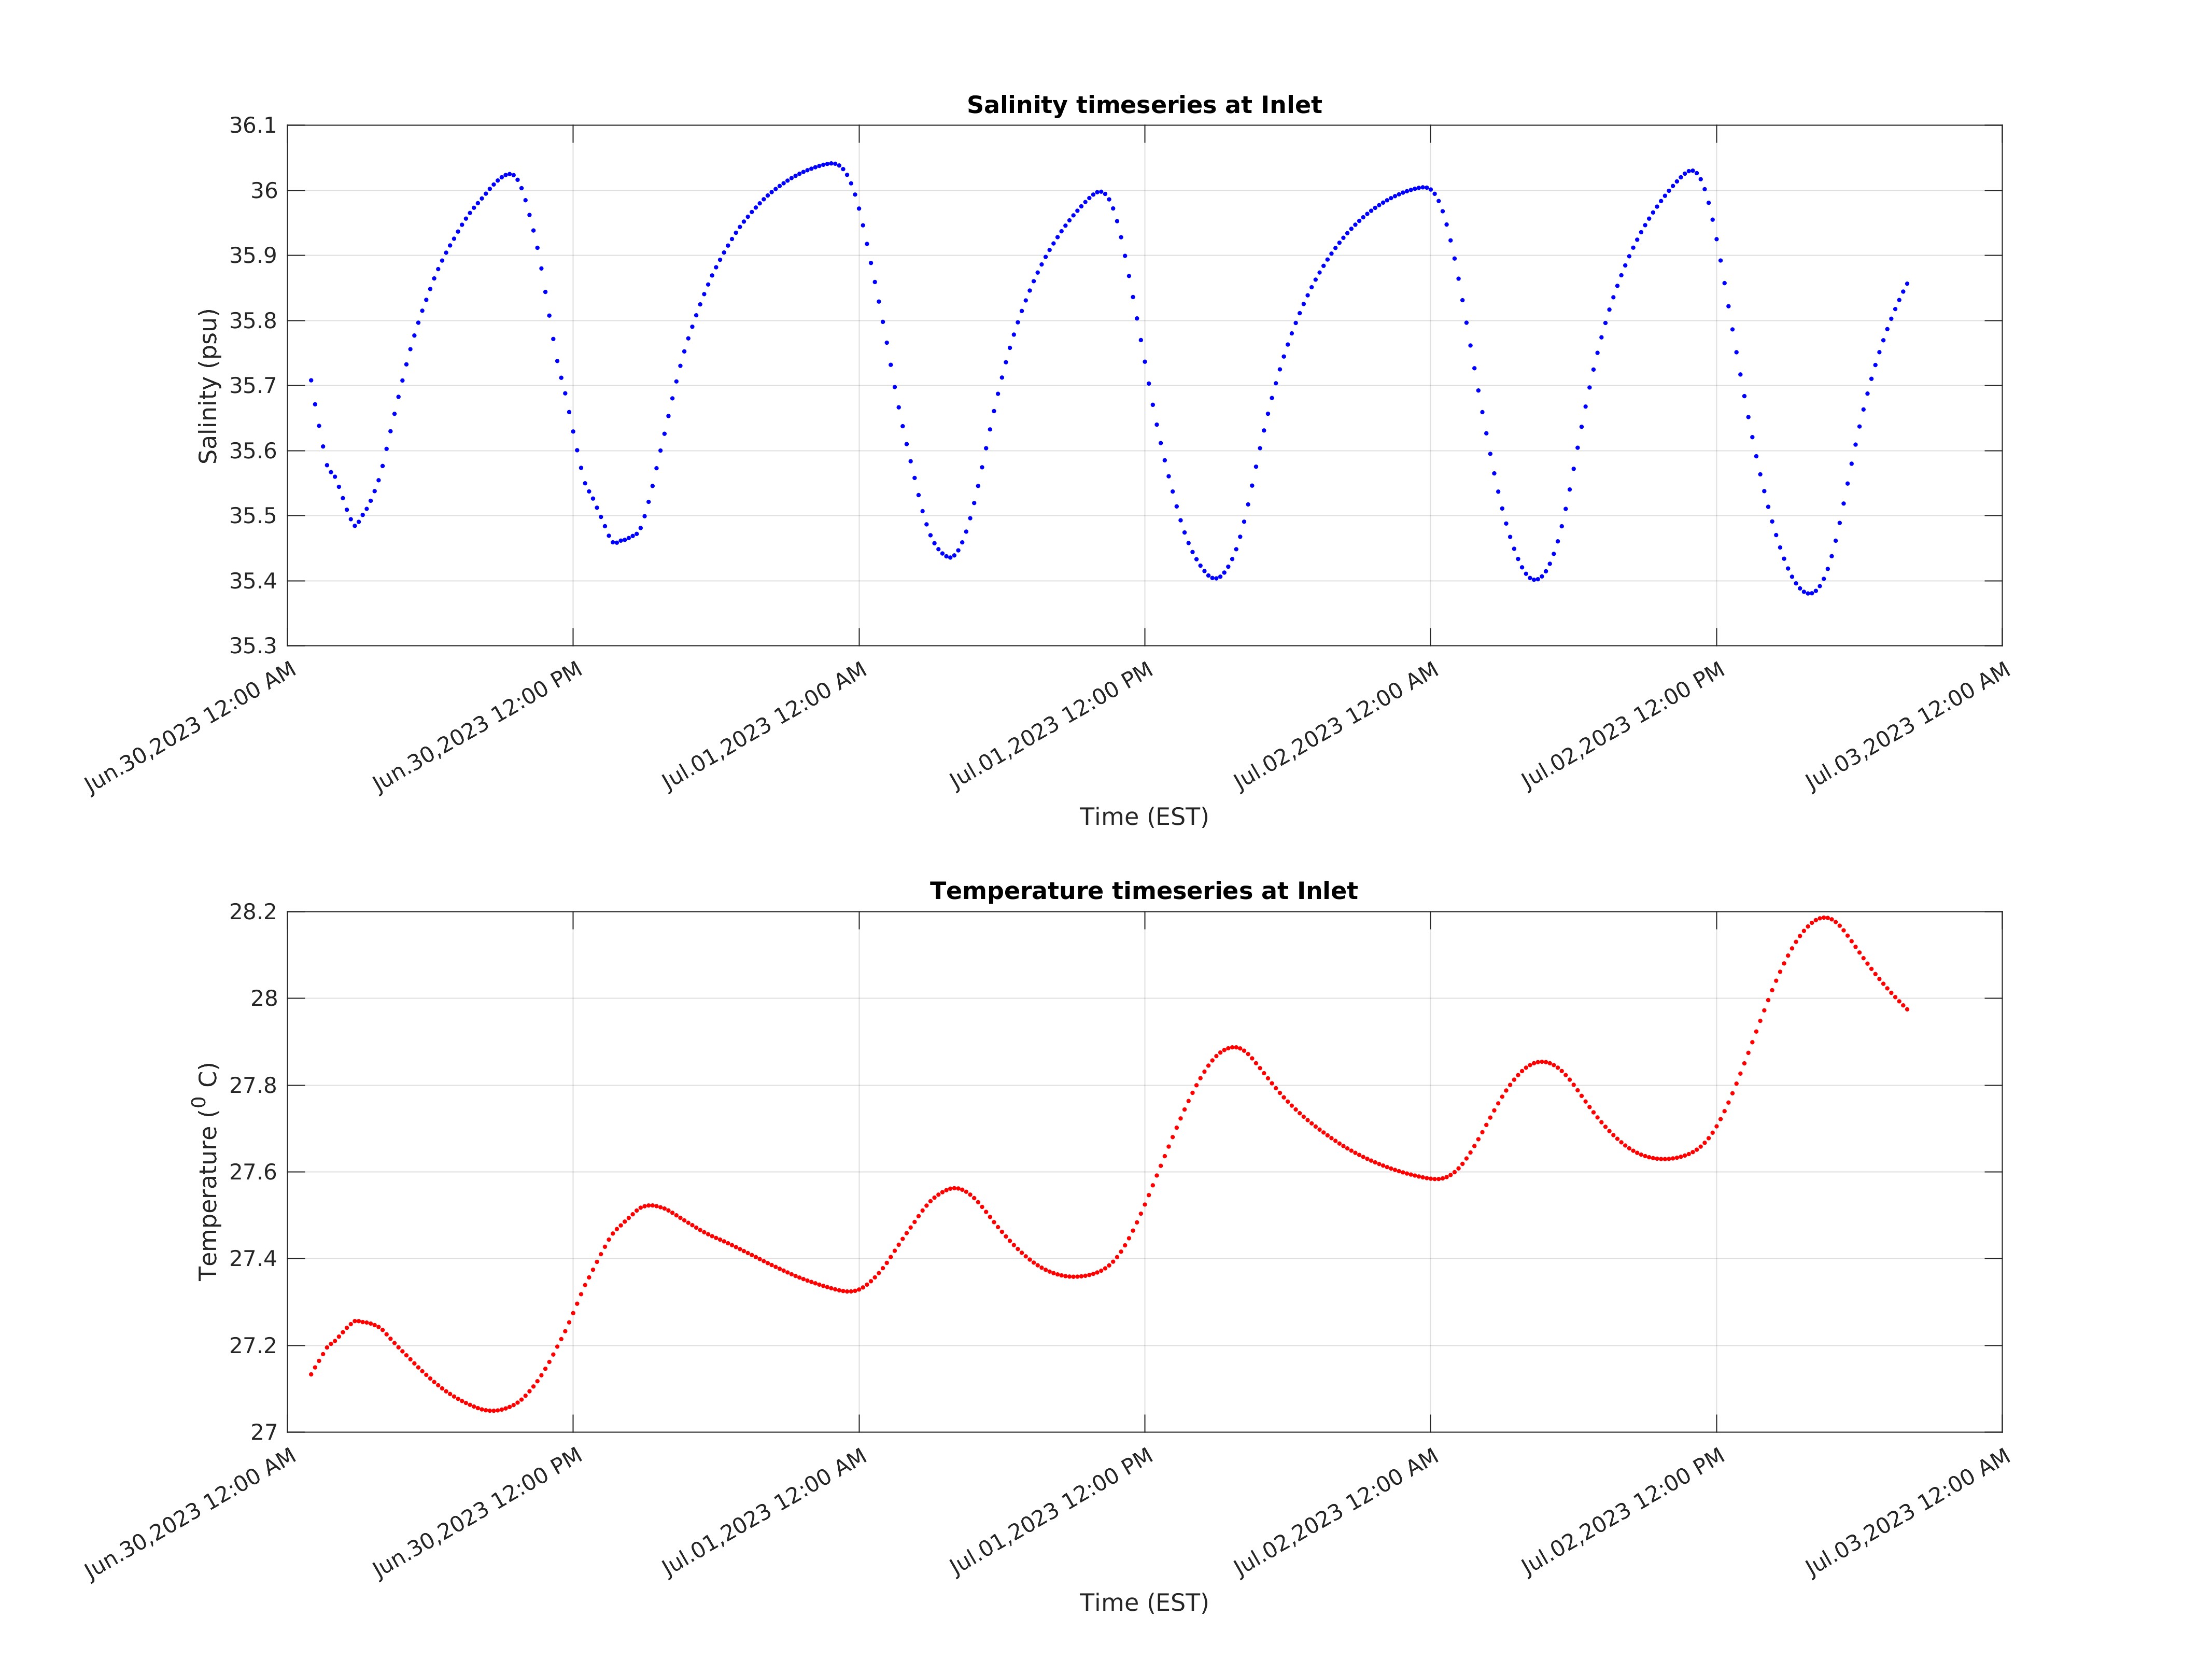 Salinity timeseries at Inlet
36.1
36
35.9
35.8
35.7
35.6
35.5
35.4
35.3
Salinity (psu)
Jun.30,2023 12:00 AM
Jun.30,2023 12:00 PM
Jul.01,2023 12:00 AM
Jul.01,2023 12:00 PM
Jul.02,2023 12:00 AM
Jul.02,2023 12:00 PM
Jul.03,2023 12:00 AM
Time (EST)
Temperature timeseries at Inlet
28.2
28
27.8
27.6
27.4
27.2
27
Temperature (⁰ C)
Jun.30,2023 12:00 AM
Jun.30,2023 12:00 PM
Jul.01,2023 12:00 AM
Jul.01,2023 12:00 PM
Jul.02,2023 12:00 AM
Jul.02,2023 12:00 PM
Jul.03,2023 12:00 AM
Time (EST)